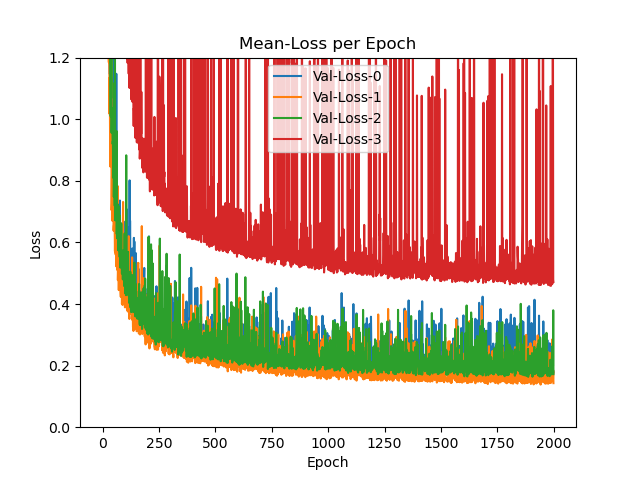 Mean-Loss per Epoch
1.2
1.0
0.8
0.6
0.4
0.2
0.0
Loss
Val-Loss-0
Val-Loss-1
Val-Loss-2
Val-Loss-3
0 250 500 750 1000 1250 1500 1750 2000
Epoch